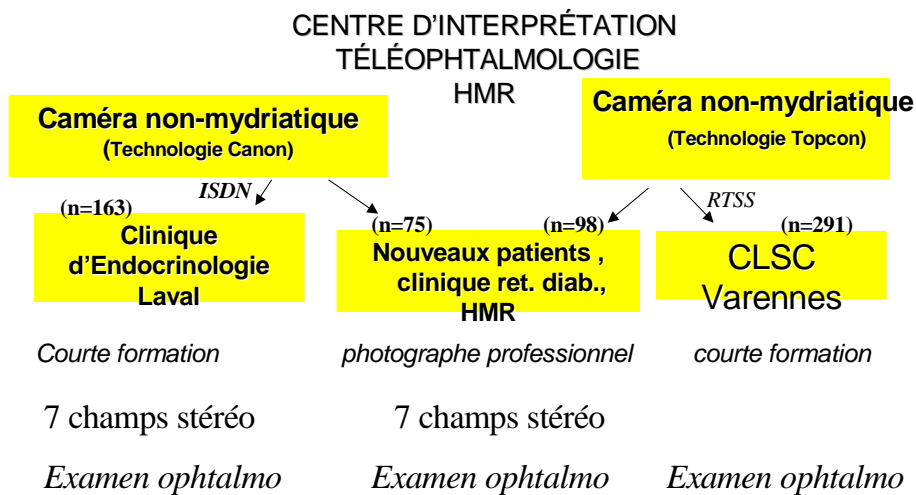 CENTRE D'INTERPRÉTATION
TÉLÉOPHTALMOLOGIE
HMR
Caméra non-mydriatique
(Technologie Canon)
Caméra non-mydriatique
(Technologie Topcon)
ISDN
RTSS
(n=163)
Clinique
d'Endocrinologie
Laval
(n=75)
(n=98)
Nouveaux patients ,
clinique ret. diab.,
HMR
(n=291)
CLSC
Varennes
Courte formation
photographe professionnel
courte formation
7 champs stéréo
7 champs stéréo
Examen ophtalmo
Examen ophtalmo
Examen ophtalmo